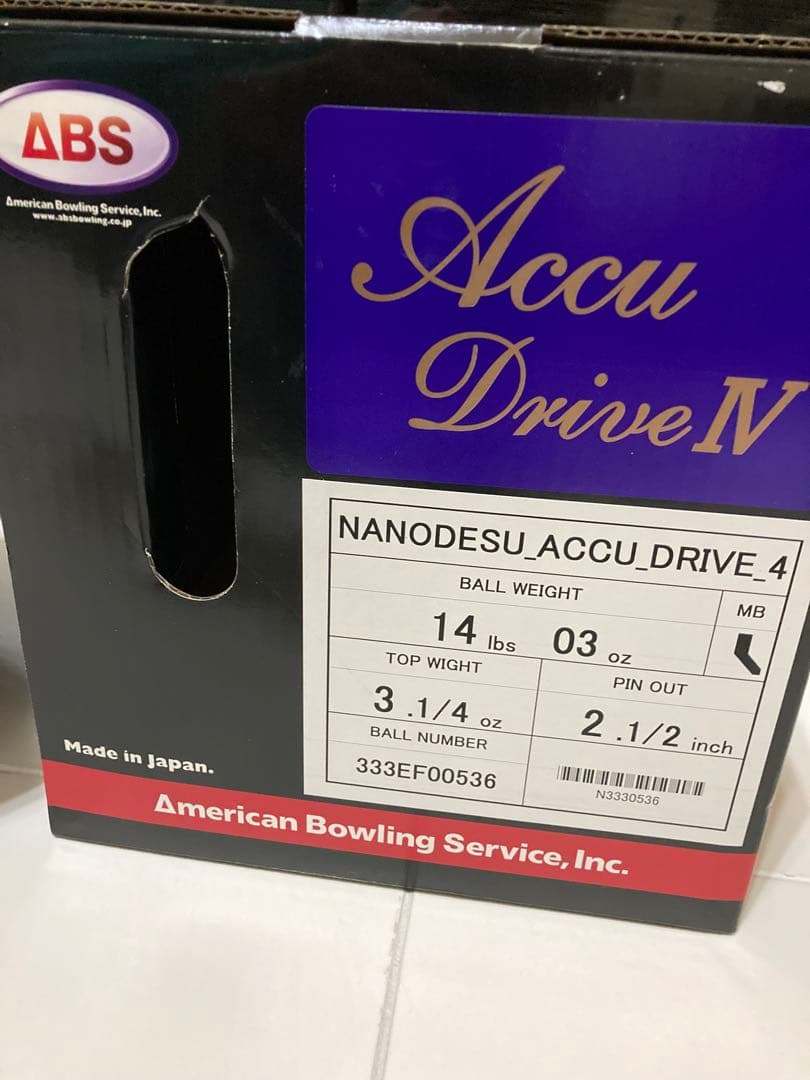 ABS
American Bowling Service, Inc.
www.absbowling.co.jp
Accu
Drive IV
NANODESU_ACCU_DRIVE_4
BALL WEIGHT
MB
14 lbs 03 oz
TOP WIGHT
PIN OUT
3 .1/4 oz
2 .1/2 inch
BALL NUMBER
333EF00536
N3330536
Made in Japan.
American Bowling Service, Inc.